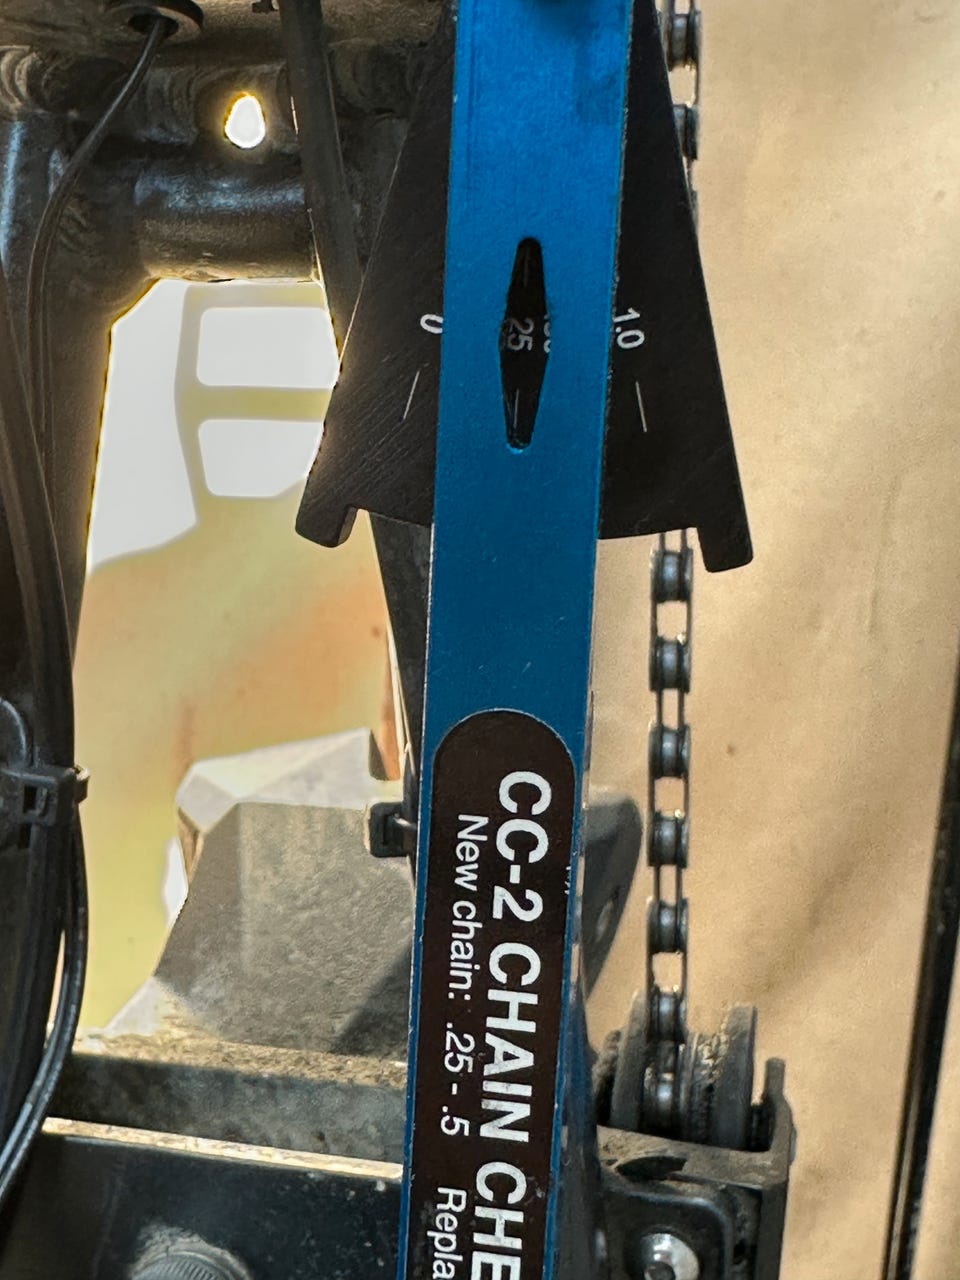 0
.25
1.0
CC-2 CHAIN CHE
New chain: .25 - .5 Repla